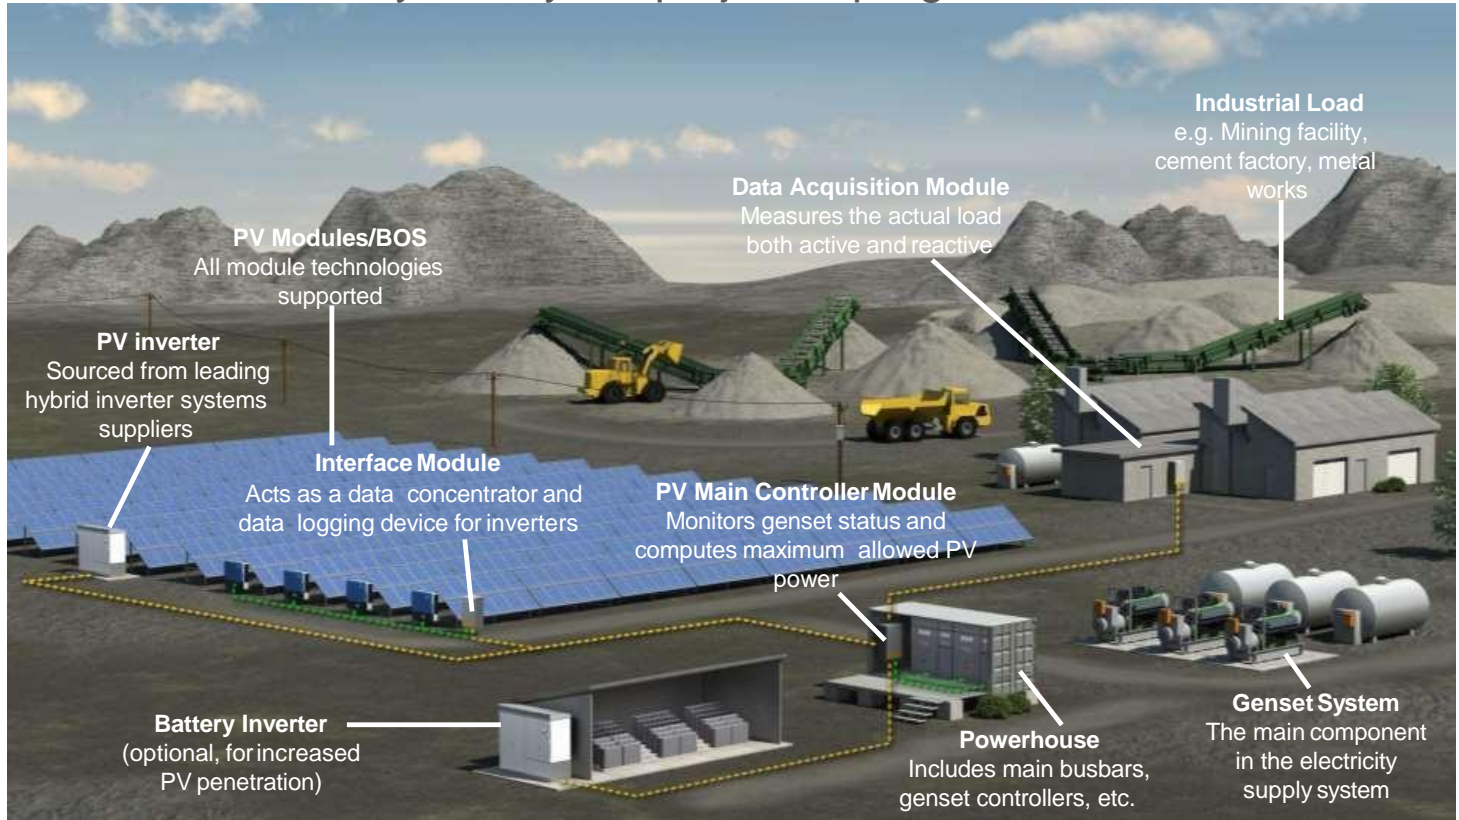 Industrial Load
e.g. Mining facility,
cement factory, metal
works
Data Acquisition Module
Measures the actual load
both active and reactive
PV Modules/BOS
All module technologies
supported
PV inverter
Sourced from leading
hybrid inverter systems
suppliers
Interface Module
Acts as a data concentrator and
data logging device for inverters
PV Main Controller Module
Monitors genset status and
computes maximum allowed PV
power
Battery Inverter
(optional, for increased
PV penetration)
Powerhouse
Includes main busbars,
genset controllers, etc.
Genset System
The main component
in the electricity
supply system